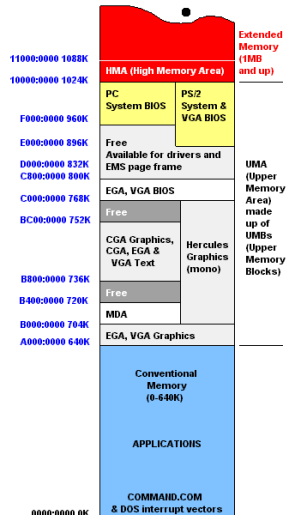 Extended
Memory
(1MB
and up)
11000:0000 1088K
HMA (High Memory Area)
10000:0000 1024K
PC
System BIOS
PS/2
System &
VGA BIOS
F000:0000 960K
E000:0000 896K
Free
Available for drivers and
EMS page frame
D000:0000 832K
C800:0000 800K
EGA, VGA BIOS
C000:0000 768K
Free
BC00:0000 752K
CGA Graphics,
CGA, EGA &
VGA Text
Hercules
Graphics
(mono)
UMA
(Upper
Memory
Area)
made
up of
UMBs
(Upper
Memory
Blocks)
B800:0000 736K
Free
B400:0000 720K
MDA
B000:0000 704K
EGA, VGA Graphics
A000:0000 640K
Conventional
Memory
(0-640K)
APPLICATIONS
COMMAND.COM
& DOS interrupt vectors
0000:0000 0K